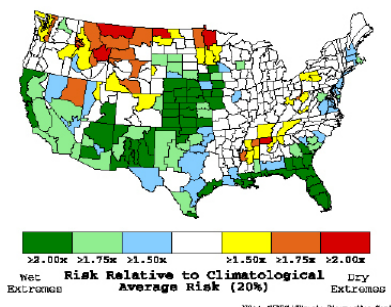 >2.00x >1.75x >1.50x >1.50x >1.75x >2.00x
Wet Risk Relative to Climatological Dry
Extremes Average Risk (20%) Extremes